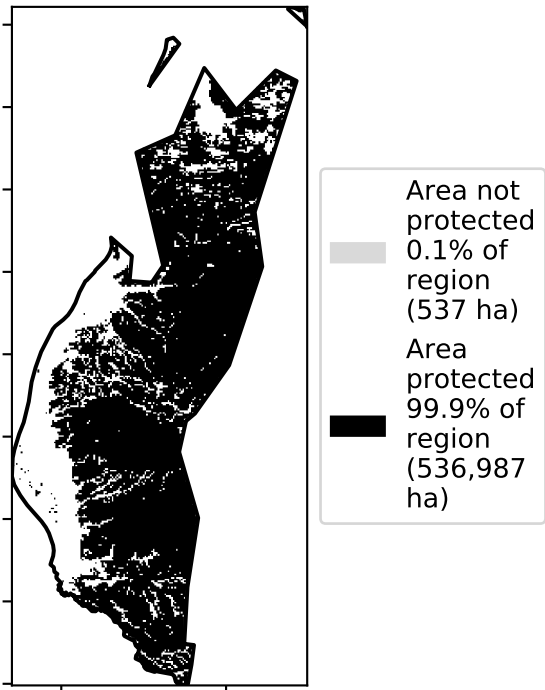 Area not
protected
0.1% of
region
(537 ha)
Area
protected
99.9% of
region
(536,987
ha)